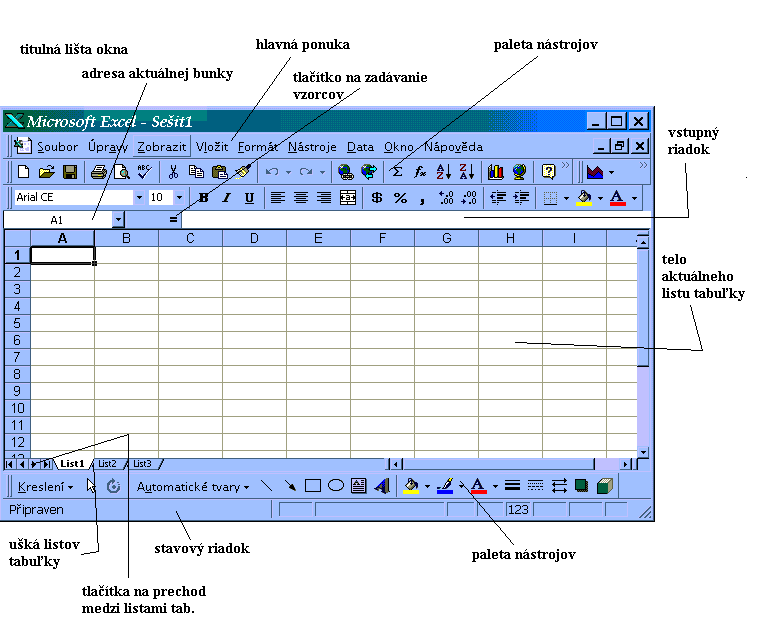 titulná lišta okna
hlavná ponuka
paleta nástrojov
adresa aktuálnej bunky
tlačítko na zadávanie
vzorcov
Microsoft Excel - Sešit1
vstupný
riadok
Soubor Úpravy Zobrazit Vložit Formát Nástroje Data Okno Nápověda
Arial CE 10 B I U $ % ,
A1 =
A B C D E F G H I
1
2
3
4
5
6
7
8
9
10
11
12
13
telo
aktuálneho
listu tabuľky
List1 List2 List3
Kreslení Automatické tvary
Připraven 123
ušká listov
tabuľky
stavový riadok
paleta nástrojov
tlačítka na prechod
medzi listami tab.